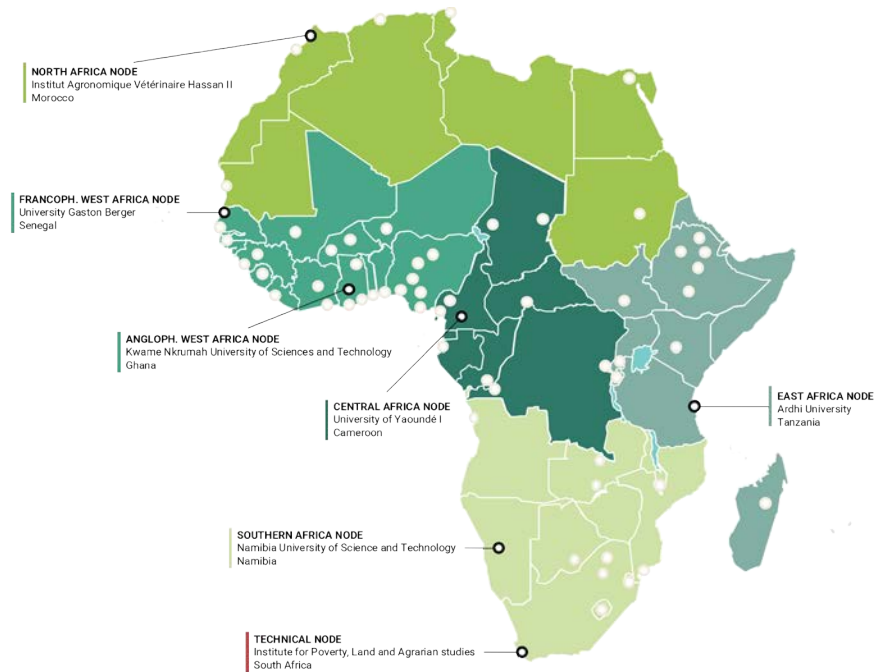 NORTH AFRICA NODE
Institut Agronomique Vétérinaire Hassan II
Morocco
FRANCOPH. WEST AFRICA NODE
University Gaston Berger
Senegal
ANGLOPH. WEST AFRICA NODE
Kwame Nkrumah University of Sciences and Technology
Ghana
CENTRAL AFRICA NODE
University of Yaoundé I
Cameroon
EAST AFRICA NODE
Ardhi University
Tanzania
SOUTHERN AFRICA NODE
Namibia University of Science and Technology
Namibia
TECHNICAL NODE
Institute for Poverty, Land and Agrarian studies
South Africa